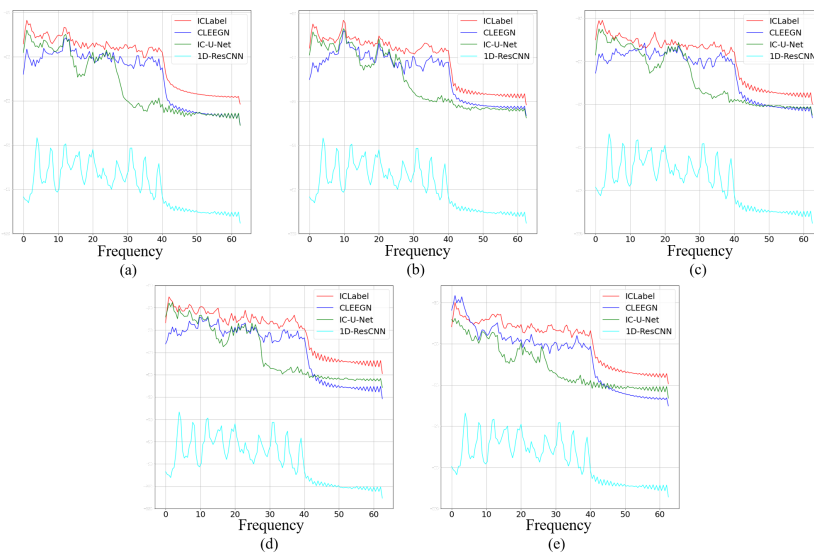 ICLabel
CLEEGN
IC-U-Net
1D-ResCNN
0 10 20 30 40 50 60
Frequency
(a)
ICLabel
CLEEGN
IC-U-Net
1D-ResCNN
0 10 20 30 40 50 60
Frequency
(b)
ICLabel
CLEEGN
IC-U-Net
1D-ResCNN
0 10 20 30 40 50 60
Frequency
(c)
ICLabel
CLEEGN
IC-U-Net
1D-ResCNN
0 10 20 30 40 50 60
Frequency
(d)
ICLabel
CLEEGN
IC-U-Net
1D-ResCNN
0 10 20 30 40 50 60
Frequency
(e)